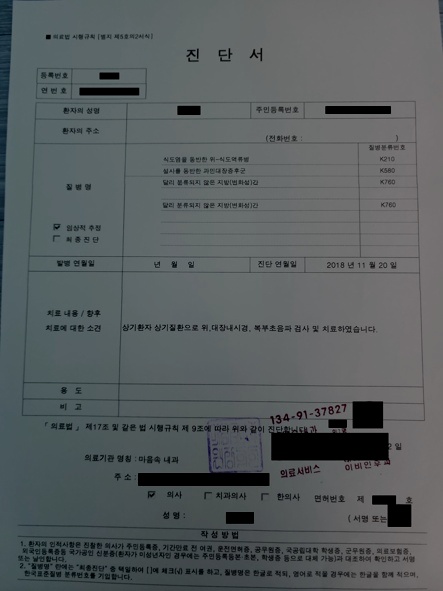 ■ 의료법 시행규칙 [별지 제5호의2서식]
진 단 서
등록번호
연 번 호
환자의 성명 주민등록번호
환자의 주소
(전화번호 : )
질병분류번호
식도염을 동반한 위-식도역류병 K210
설사를 동반한 과민대장증후군 K580
달리 분류되지 않은 지방(변화성)간 K760
질 병 명
달리 분류되지 않은 지방(변화성)간 K760
☑ 임상적 추정
☐ 최 종 진 단
발병 연월일 년 월 일 진단 연월일 2018 년 11 월 20 일
치료 내용 / 향후
치료에 대한 소견
상기환자 상기질환으로 위,대장내시경, 복부초음파 검사 및 치료하였습니다.
용 도
비 고
「 의료법 」 제17조 및 같은 법 시행규칙 제 9조에 따라 위와 같이 진단합니다
134-91-37827
2 일
의료기관 명칭 : 마음속 내과
의료서비스
주 소 :
☑ 의사 ☐ 치과의사 ☐ 한의사 면허번호 제 호
성 명 : (서명 또는
작 성 방 법
1. 환자의 인적사항은 진찰한 의사가 주민등록증, 기간만료 전 여권, 운전면허증, 공무원증, 국공립대학 학생증, 군무원증, 의료보험증,
외국인등록증등 국가공인 신분증(환자가 미성년자인 경우에는 주민등록등본·초본, 학생증 등으로 대체 가능)과 대조하여 확인하고 서명
또는 날인합니다.
2. "질병명" 란에는 "최종진단" 중 택일하여 [ ]에 체크(√) 표시를 하고, 질병명은 한글로 적되, 영어로 적을 경우에는 한글을 함께 적으며,
한국표준질병 분류번호를 기입합니다.